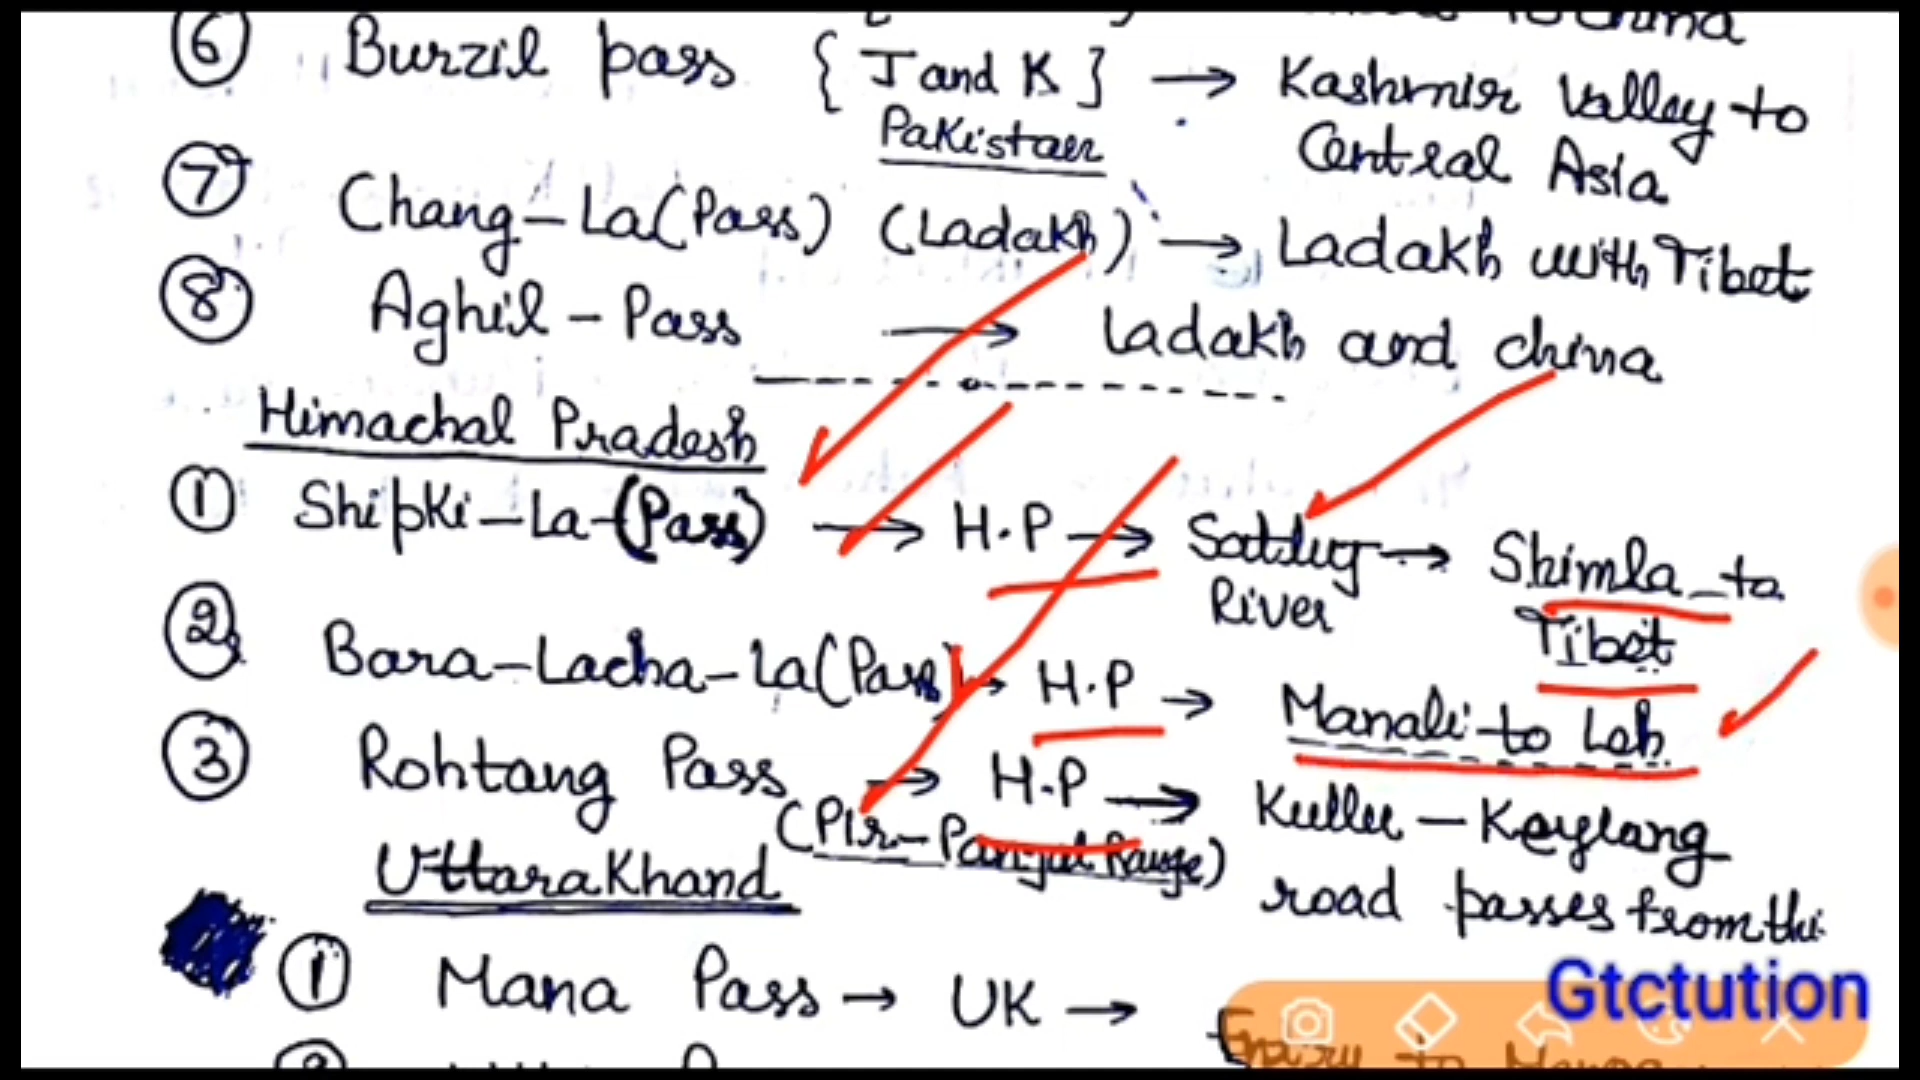 to China
6 Burzil pass { J and K } → Kashmir Valley to
Pakistan Central Asia
7 Chang-La (Pass) (Ladakh) → Ladakh with Tibet
8 Aghil-Pass → Ladakh and China
Himachal Pradesh
1 Shipki-La-(Pass) → H.P → Satluj → Shimla-to
River Tibet
2 Bara-Lacha-La (Pass) → H.P → Manali-to Leh
3 Rohtang Pass → H.P → Kullu-Keylang
(Pir-Panjal Range) road passes from this
Uttarakhand
1 Mana Pass → UK →
Gtctution